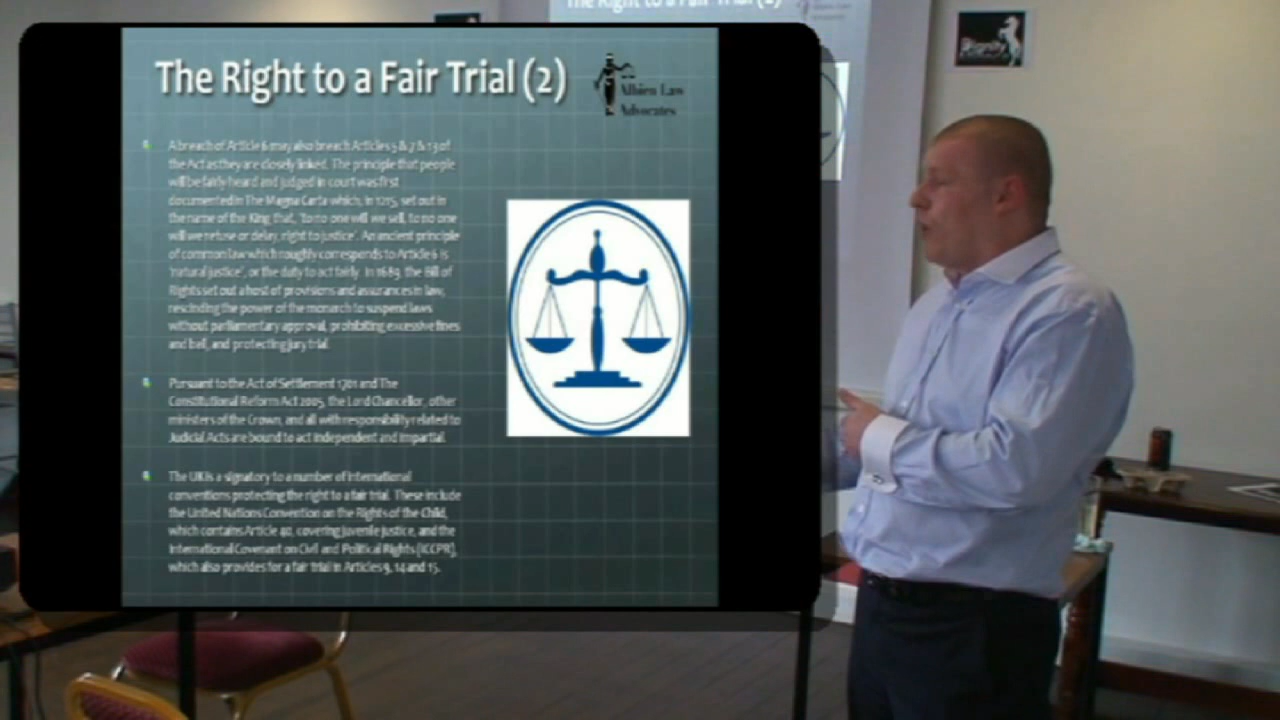 The Right to a Fair Trial (2)
Dignity
The Right to a Fair Trial (2)
Albion Law
Advocates
A breach of Article 6 may also breach Articles 5 & 7 & 13 of
the Act as they are closely linked. The principle that people
will be fairly heard and judged in court was first
documented in The Magna Carta which, in 1215, set out in
the name of the King that, 'to no one will we sell, to no one
will we refuse or delay, right to justice'. An ancient principle
of common law which roughly corresponds to Article 6 is
'natural justice', or the duty to act fairly. In 1689, the Bill of
Rights set out a host of provisions and assurances in law,
rescinding the power of the monarch to suspend laws
without parliamentary approval, prohibiting excessive fines
and bail, and protecting jury trial.
Pursuant to the Act of Settlement 1701 and The
Constitutional Reform Act 2005, the Lord Chancellor, other
ministers of the Crown, and all with responsibility related to
Judicial Acts are bound to act independent and impartial.
The UK is a signatory to a number of international
conventions protecting the right to a fair trial. These include
the United Nations Convention on the Rights of the Child,
which contains Article 40, covering juvenile justice, and the
International Covenant on Civil and Political Rights (ICCPR),
which also provides for a fair trial in Articles 9, 14 and 15.